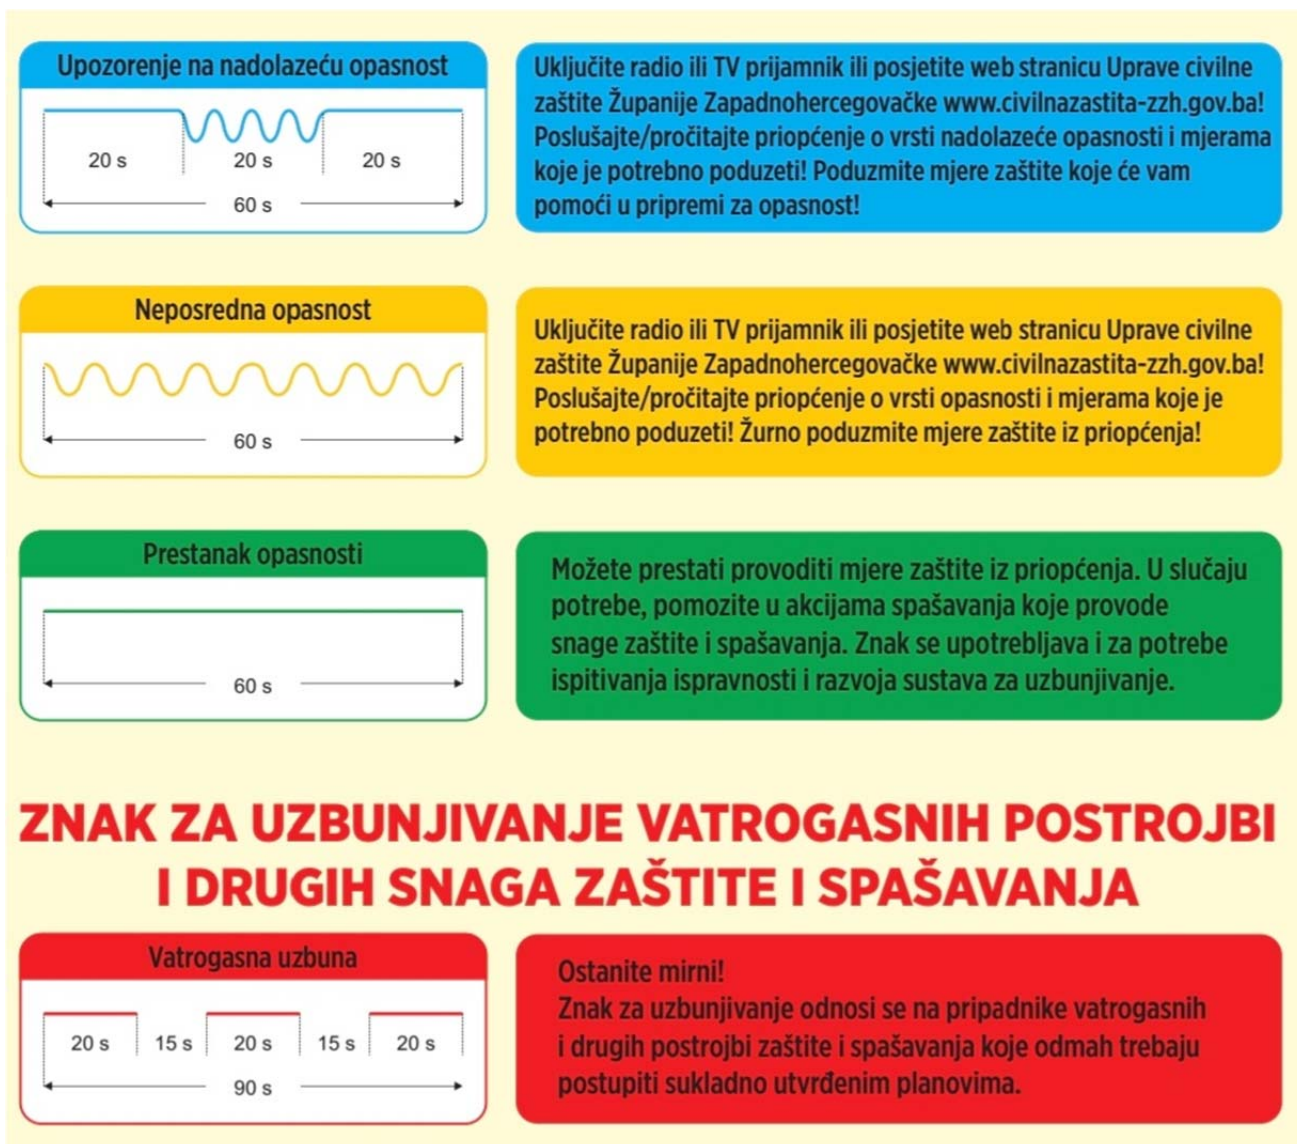 Upozorenje na nadolazeću opasnost
20 s 20 s 20 s
60 s
Uključite radio ili TV prijamnik ili posjetite web stranicu Uprave civilne
zaštite Županije Zapadnohercegovačke www.civilnazastita-zzh.gov.ba!
Poslušajte/pročitajte priopćenje o vrsti nadolazeće opasnosti i mjerama
koje je potrebno poduzeti! Poduzmite mjere zaštite koje će vam
pomoći u pripremi za opasnost!
Neposredna opasnost
60 s
Uključite radio ili TV prijamnik ili posjetite web stranicu Uprave civilne
zaštite Županije Zapadnohercegovačke www.civilnazastita-zzh.gov.ba!
Poslušajte/pročitajte priopćenje o vrsti opasnosti i mjerama koje je
potrebno poduzeti! Žurno poduzmite mjere zaštite iz priopćenja!
Prestanak opasnosti
60 s
Možete prestati provoditi mjere zaštite iz priopćenja. U slučaju
potrebe, pomozite u akcijama spašavanja koje provode
snage zaštite i spašavanja. Znak se upotrebljava i za potrebe
ispitivanja ispravnosti i razvoja sustava za uzbunjivanje.
ZNAK ZA UZBUNJIVANJE VATROGASNIH POSTROJBI
I DRUGIH SNAGA ZAŠTITE I SPAŠAVANJA
Vatrogasna uzbuna
20 s 15 s 20 s 15 s 20 s
90 s
Ostanite mirni!
Znak za uzbunjivanje odnosi se na pripadnike vatrogasnih
i drugih postrojbi zaštite i spašavanja koje odmah trebaju
postupiti sukladno utvrđenim planovima.